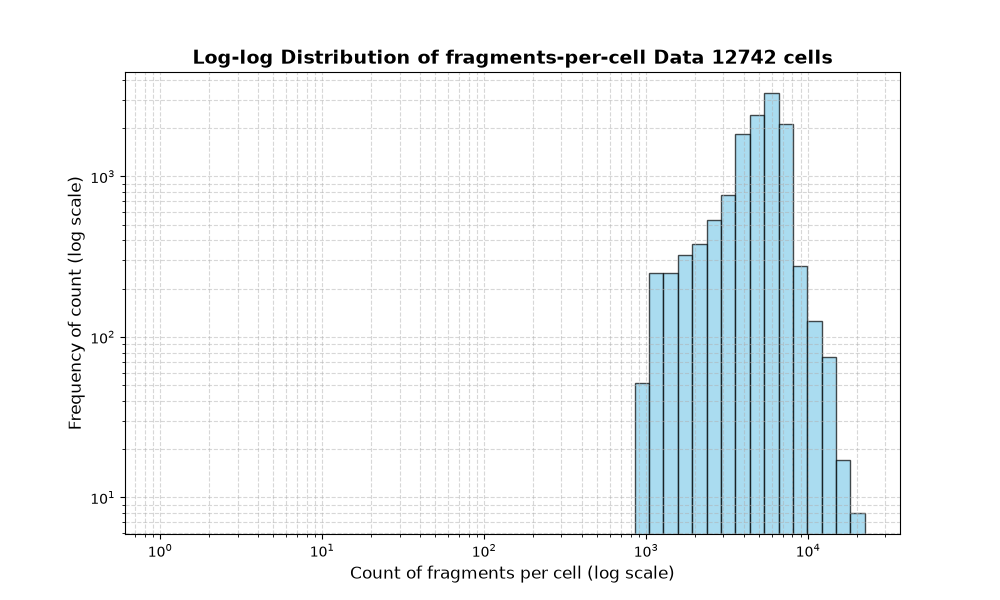 Log-log Distribution of fragments-per-cell Data 12742 cells
Frequency of count (log scale)
10³
10²
10¹
10⁰ 10¹ 10² 10³ 10⁴
Count of fragments per cell (log scale)